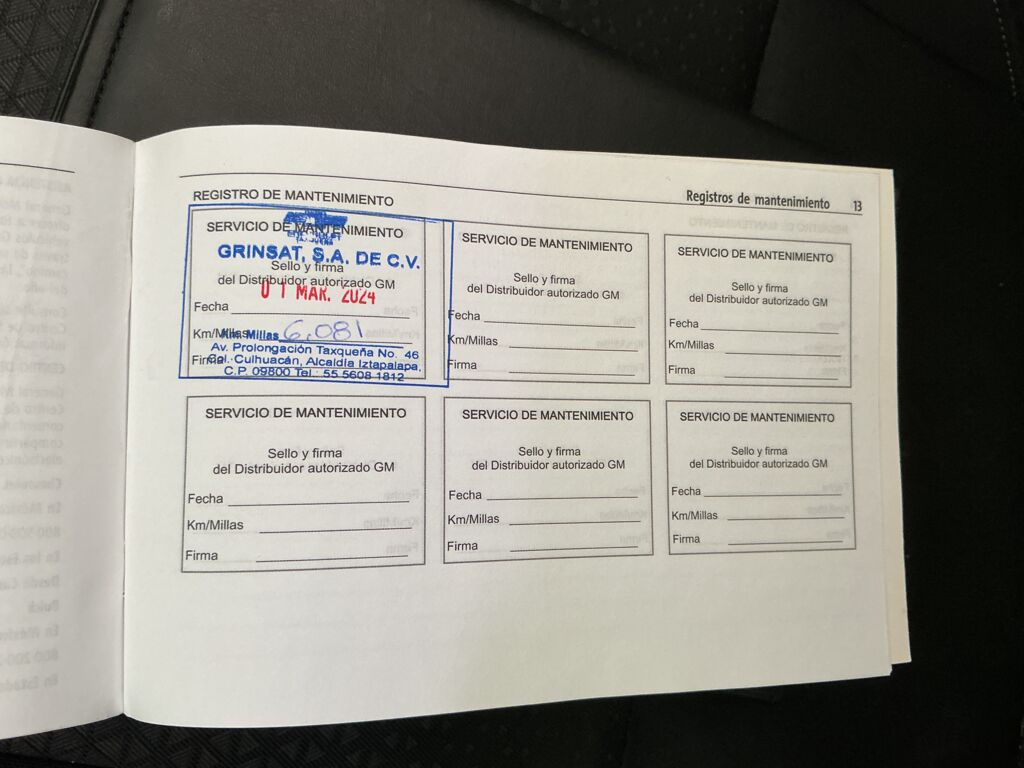 Registros de mantenimiento 13
REGISTRO DE MANTENIMIENTO
SERVICIO DE MANTENIMIENTO
GRINSAT, S.A. DE C.V.
Sello y firma
del Distribuidor autorizado GM
01 MAR. 2024
Fecha
Km/Millas
Km. Millas 6,081
Av. Prolongación Taxqueña No. 46
Firma
Col. Culhuacán, Alcaldía Iztapalapa,
C.P. 09800 Tel.: 55 5608 1812
SERVICIO DE MANTENIMIENTO
Sello y firma
del Distribuidor autorizado GM
Fecha
Km/Millas
Firma
SERVICIO DE MANTENIMIENTO
Sello y firma
del Distribuidor autorizado GM
Fecha
Km/Millas
Firma
SERVICIO DE MANTENIMIENTO
Sello y firma
del Distribuidor autorizado GM
Fecha
Km/Millas
Firma
SERVICIO DE MANTENIMIENTO
Sello y firma
del Distribuidor autorizado GM
Fecha
Km/Millas
Firma
SERVICIO DE MANTENIMIENTO
Sello y firma
del Distribuidor autorizado GM
Fecha
Km/Millas
Firma